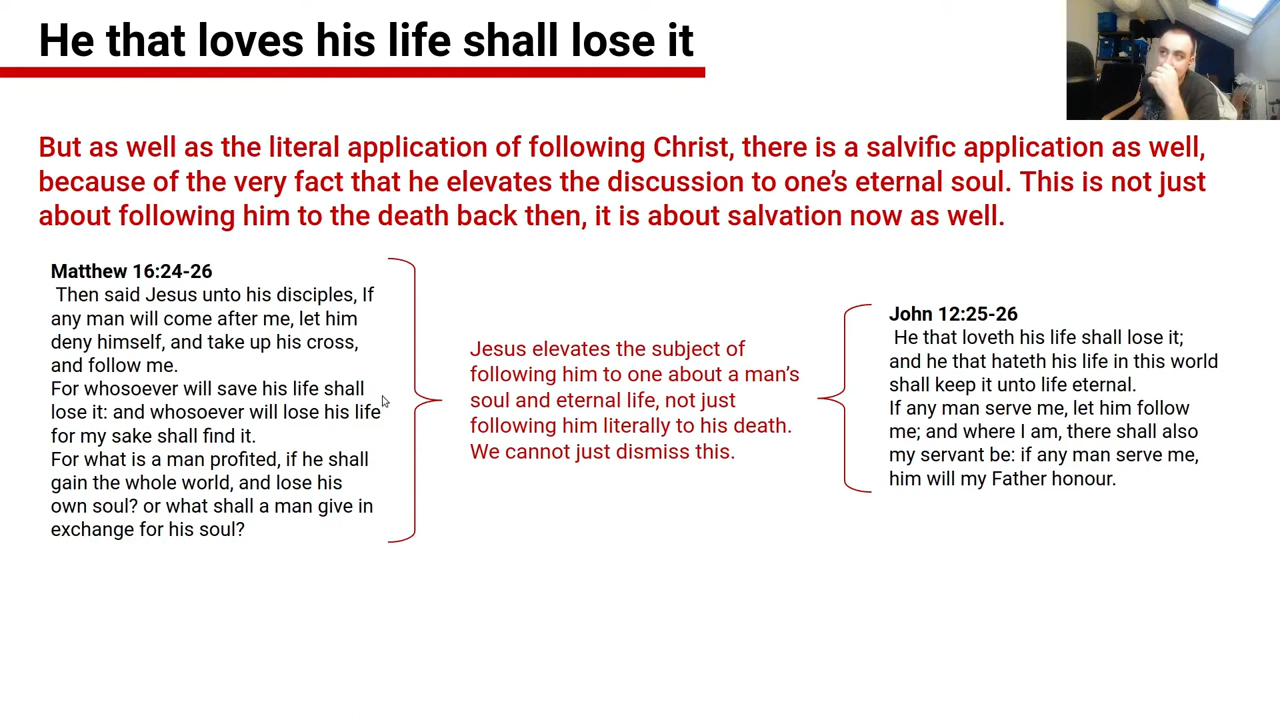 He that loves his life shall lose it
But as well as the literal application of following Christ, there is a salvific application as well,
because of the very fact that he elevates the discussion to one’s eternal soul. This is not just
about following him to the death back then, it is about salvation now as well.
Matthew 16:24-26
Then said Jesus unto his disciples, If
any man will come after me, let him
deny himself, and take up his cross,
and follow me.
For whosoever will save his life shall
lose it: and whosoever will lose his life
for my sake shall find it.
For what is a man profited, if he shall
gain the whole world, and lose his
own soul? or what shall a man give in
exchange for his soul?
Jesus elevates the subject of
following him to one about a man’s
soul and eternal life, not just
following him literally to his death.
We cannot just dismiss this.
John 12:25-26
He that loveth his life shall lose it;
and he that hateth his life in this world
shall keep it unto life eternal.
If any man serve me, let him follow
me; and where I am, there shall also
my servant be: if any man serve me,
him will my Father honour.